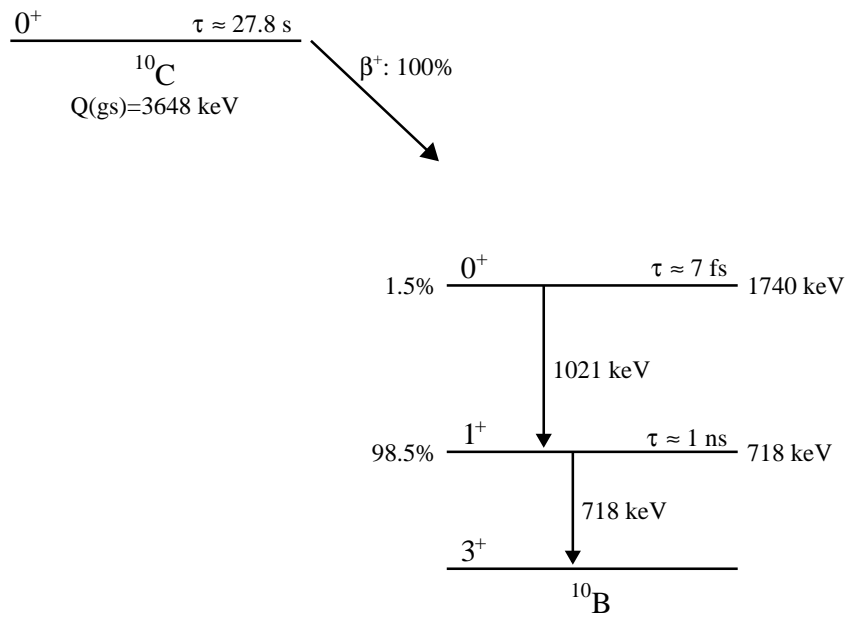 0⁺ τ ≈ 27.8 s
¹⁰C
Q(gs)=3648 keV
β⁺: 100%
1.5% 0⁺ τ ≈ 7 fs 1740 keV
1021 keV
98.5% 1⁺ τ ≈ 1 ns 718 keV
718 keV
3⁺
¹⁰B